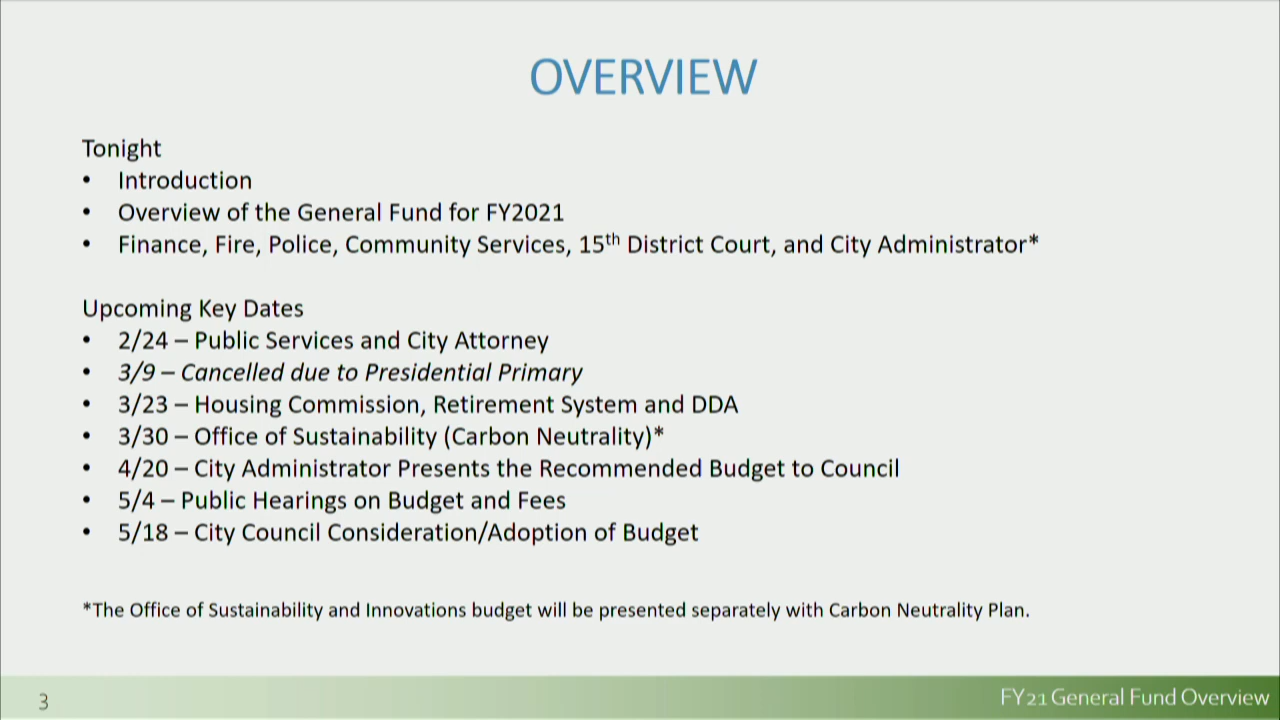 OVERVIEW
Tonight
• Introduction
• Overview of the General Fund for FY2021
• Finance, Fire, Police, Community Services, 15th District Court, and City Administrator*
Upcoming Key Dates
• 2/24 – Public Services and City Attorney
• 3/9 – Cancelled due to Presidential Primary
• 3/23 – Housing Commission, Retirement System and DDA
• 3/30 – Office of Sustainability (Carbon Neutrality)*
• 4/20 – City Administrator Presents the Recommended Budget to Council
• 5/4 – Public Hearings on Budget and Fees
• 5/18 – City Council Consideration/Adoption of Budget
*The Office of Sustainability and Innovations budget will be presented separately with Carbon Neutrality Plan.
3
FY21 General Fund Overview